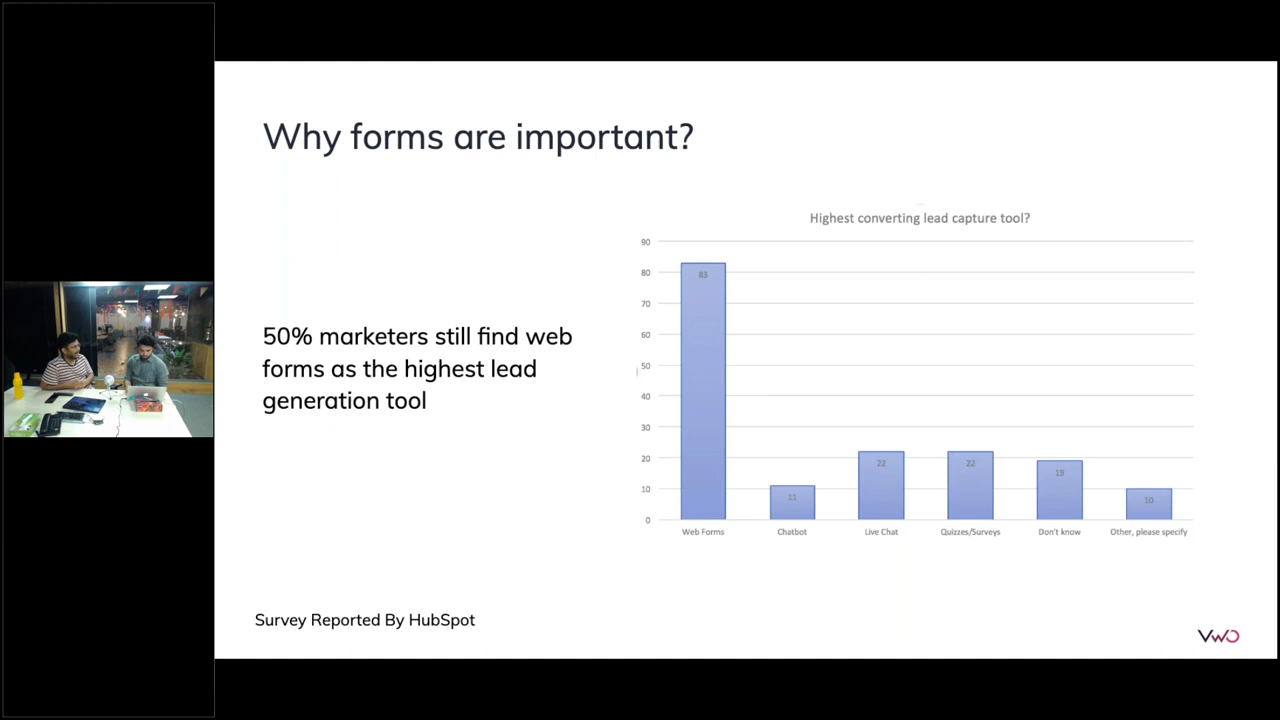 Why forms are important?
50% marketers still find web
forms as the highest lead
generation tool
Highest converting lead capture tool?
90
80
70
60
50
40
30
20
10
0
83
11
22
22
19
10
Web Forms
Chatbot
Live Chat
Quizzes/Surveys
Don't know
Other, please specify
Survey Reported By HubSpot
VWO